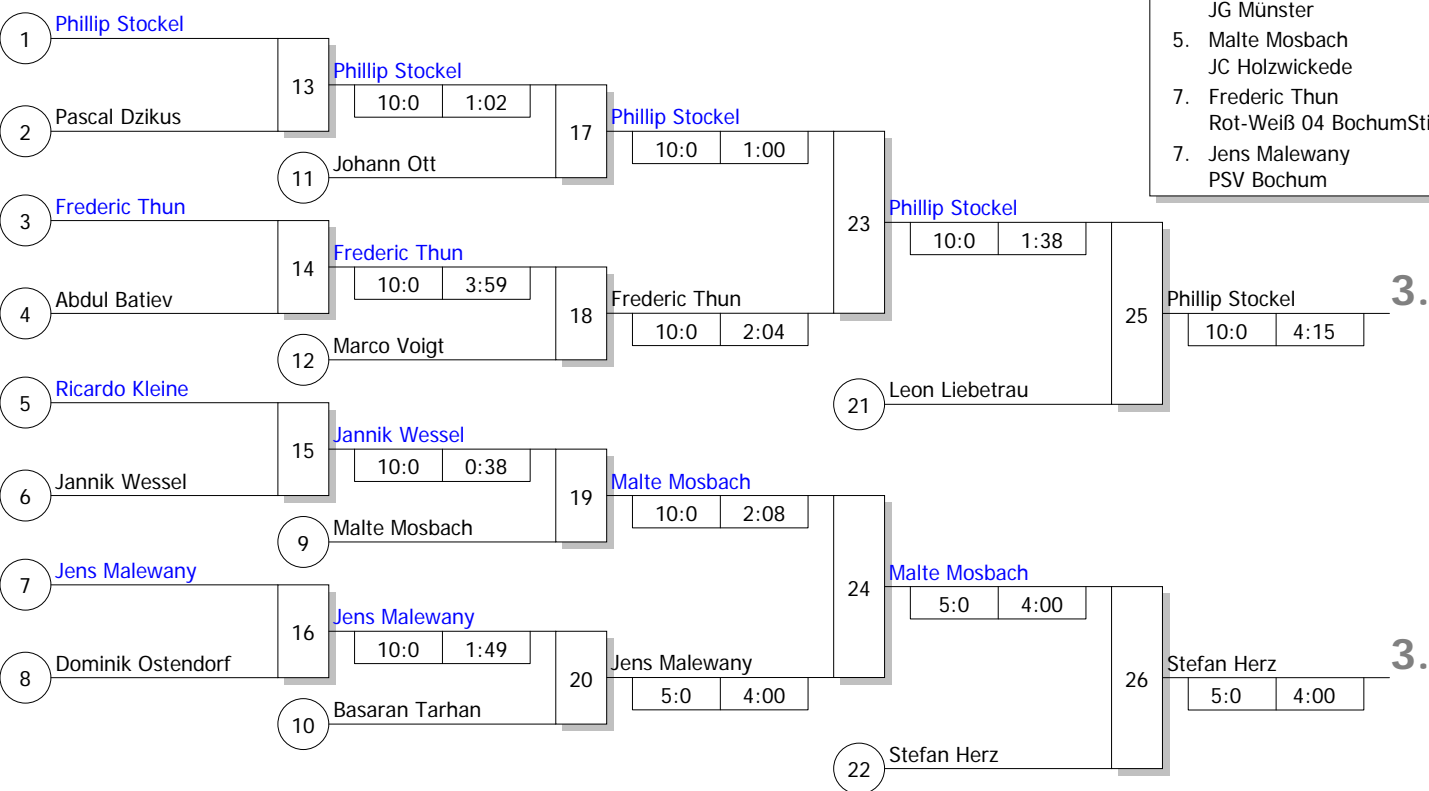 JG Münster
5. Malte Mosbach
JC Holzwickede
7. Frederic Thun
Rot-Weiß 04 BochumSti
7. Jens Malewany
PSV Bochum
1 Phillip Stockel
2 Pascal Dzikus
13
Phillip Stockel
10:0 1:02
11 Johann Ott
17
Phillip Stockel
10:0 1:00
3 Frederic Thun
4 Abdul Batiev
14
Frederic Thun
10:0 3:59
12 Marco Voigt
18
Frederic Thun
10:0 2:04
23
Phillip Stockel
10:0 1:38
21 Leon Liebetrau
25
Phillip Stockel
10:0 4:15
3.
5 Ricardo Kleine
6 Jannik Wessel
15
Jannik Wessel
10:0 0:38
9 Malte Mosbach
19
Malte Mosbach
10:0 2:08
7 Jens Malewany
8 Dominik Ostendorf
16
Jens Malewany
10:0 1:49
10 Basaran Tarhan
20
Jens Malewany
5:0 4:00
24
Malte Mosbach
5:0 4:00
22 Stefan Herz
26
Stefan Herz
5:0 4:00
3.